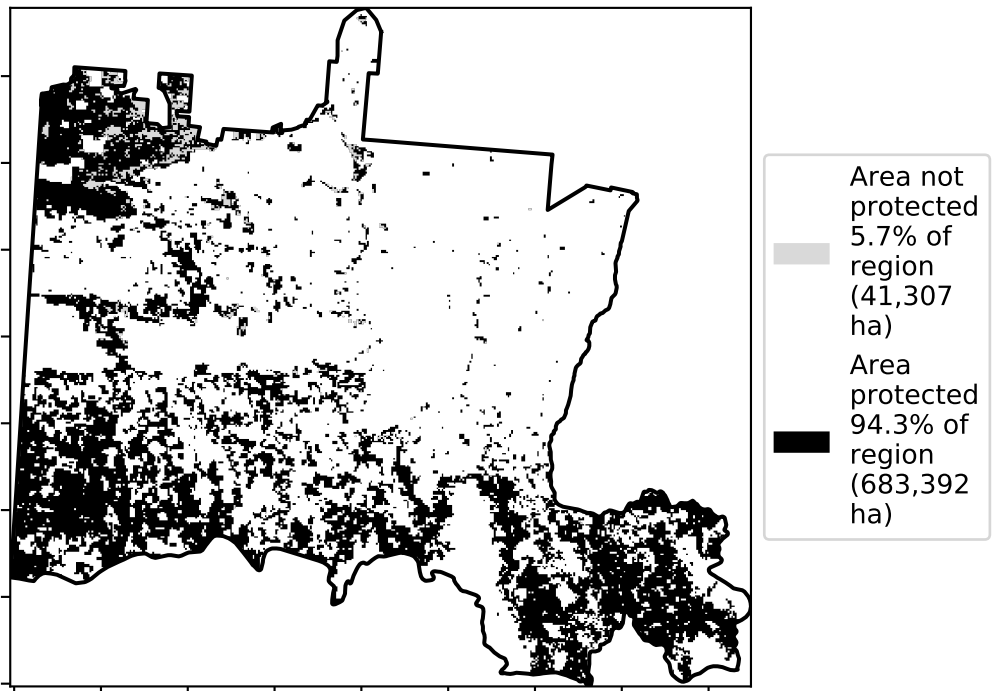 Area not
protected
5.7% of
region
(41,307
ha)
Area
protected
94.3% of
region
(683,392
ha)